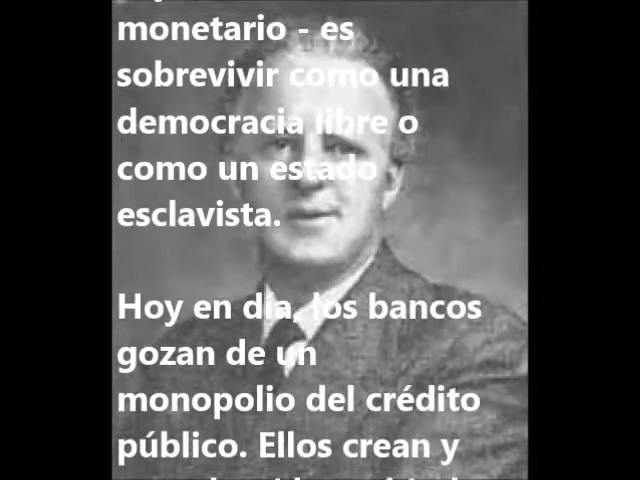 monetario - es
sobrevivir como una
democracia libre o
como un estado
esclavista.
Hoy en día, los bancos
gozan de un
monopolio del crédito
público. Ellos crean y